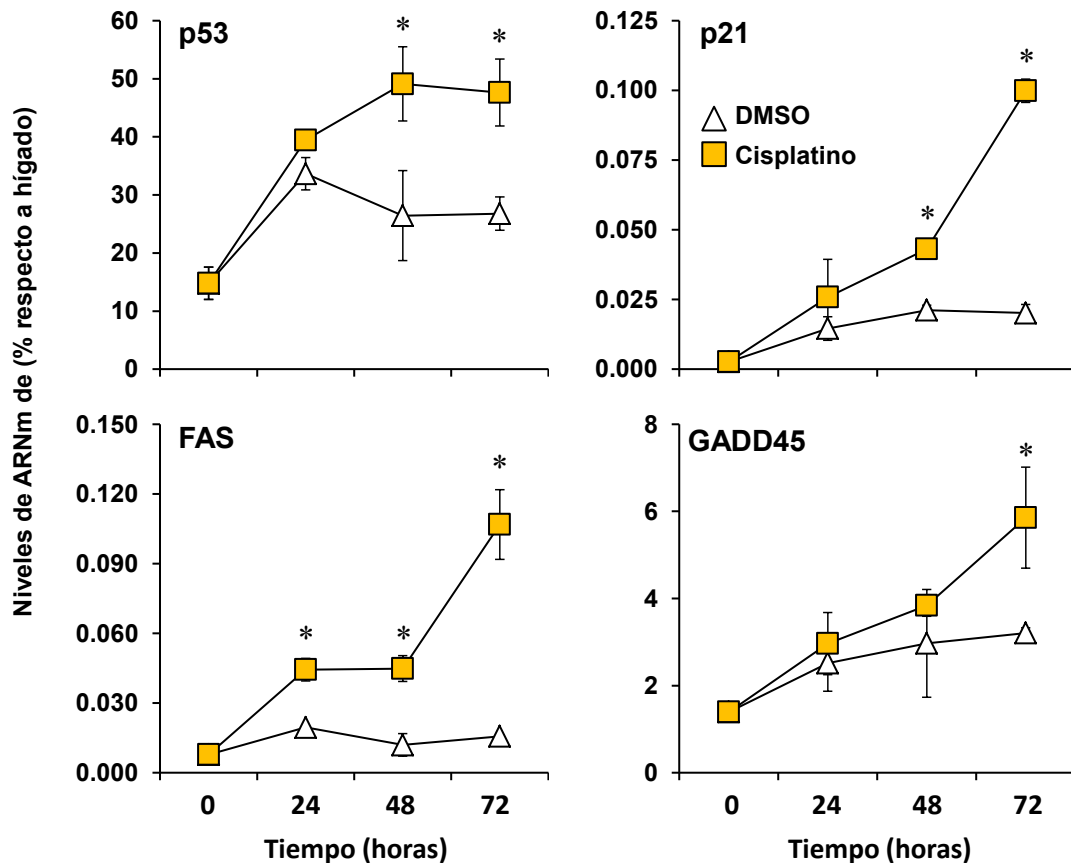 Niveles de ARNm de (% respecto a hígado)
p53
60
50
40
30
20
10
0
* *
p21
0.125
0.100
0.075
0.050
0.025
0.000
* *
DMSO
Cisplatino
FAS
0.150
0.120
0.090
0.060
0.030
0.000
* * *
0 24 48 72
Tiempo (horas)
GADD45
8
6
4
2
0
*
0 24 48 72
Tiempo (horas)